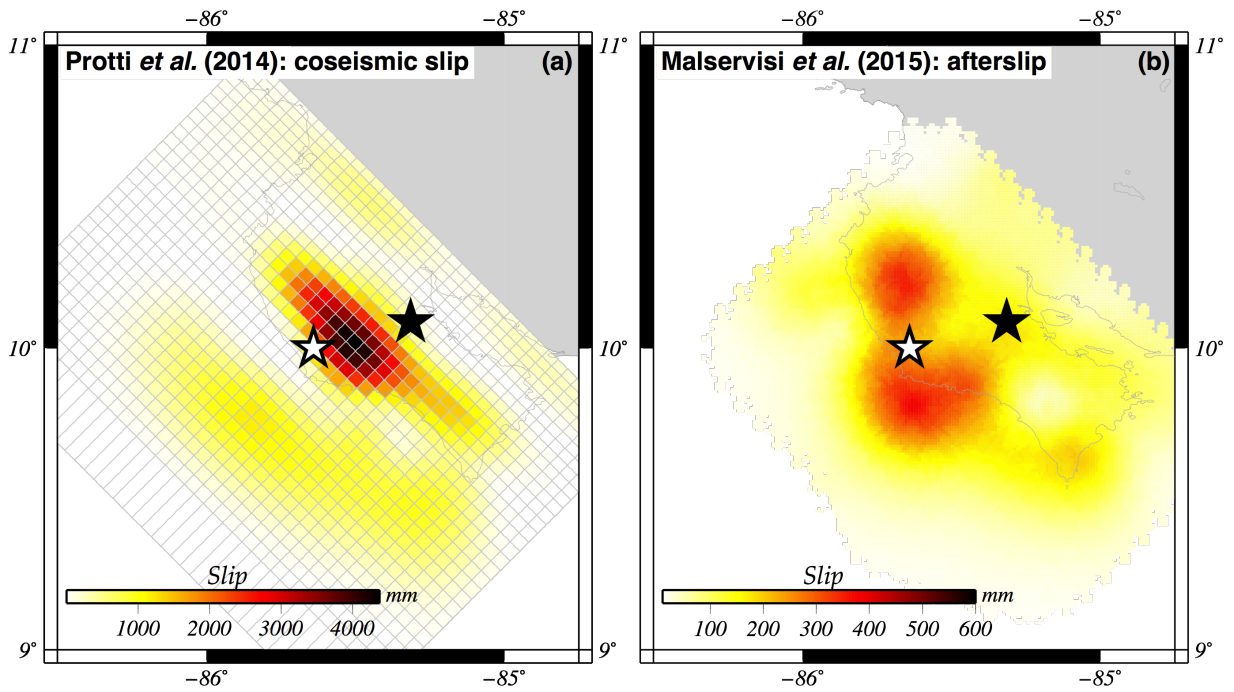 −86° −85° −86° −85°
11° 11° 11°
Protti et al. (2014): coseismic slip (a) Malservisi et al. (2015): afterslip (b)
10° 10° 10°
Slip Slip
mm mm
1000 2000 3000 4000 100 200 300 400 500 600
9° 9° 9°
−86° −85° −86° −85°